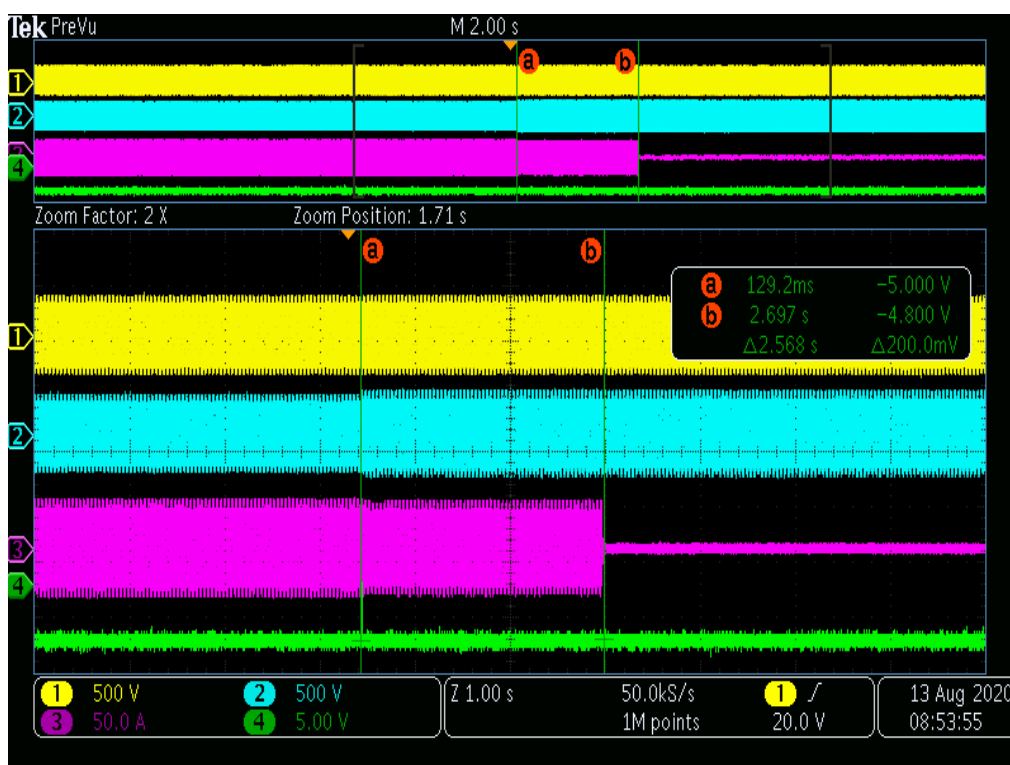 Tek PreVu M 2.00 s
a b
1
2
3
4
Zoom Factor: 2 X Zoom Position: 1.71 s
a b
a 129.2ms −5.000 V
b 2.697 s −4.800 V
△2.568 s △200.0mV
1
2
3
4
1 500 V 2 500 V Z 1.00 s 50.0kS/s 1 13 Aug 2020
3 50.0 A 4 5.00 V 1M points 20.0 V 08:53:55